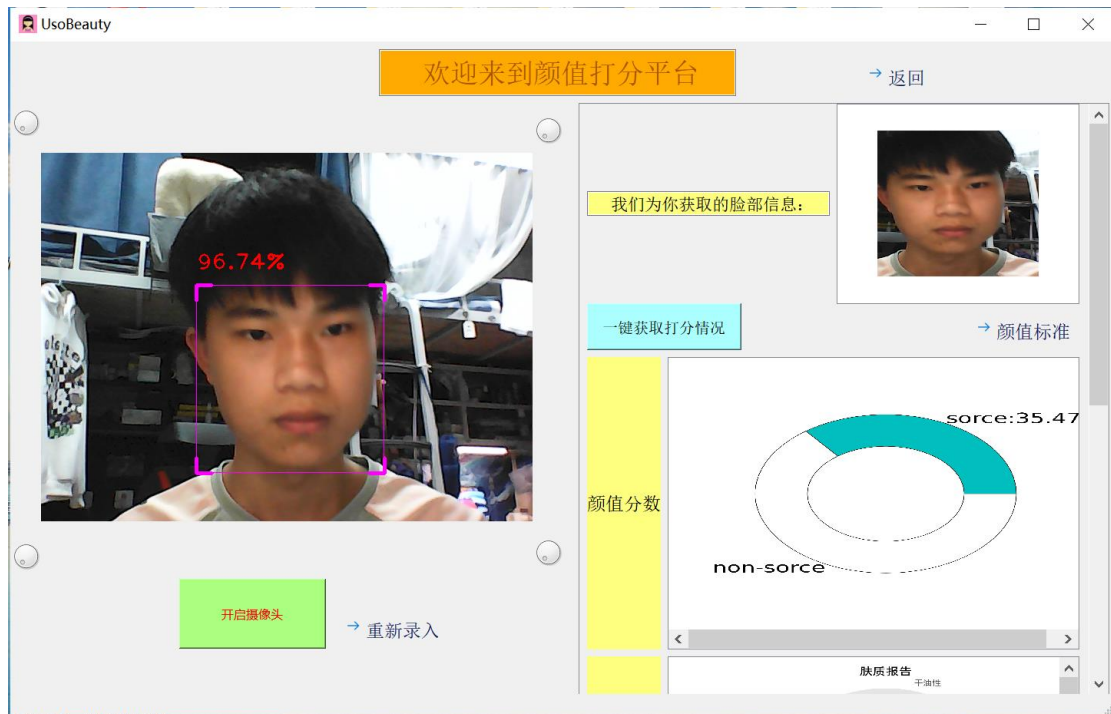 UsoBeauty
欢迎来到颜值打分平台
返回
96.74%
我们为你获取的脸部信息：
一键获取打分情况
颜值标准
颜值分数
sorce:35.47
non-sorce
开启摄像头
重新录入
肤质报告
干油性